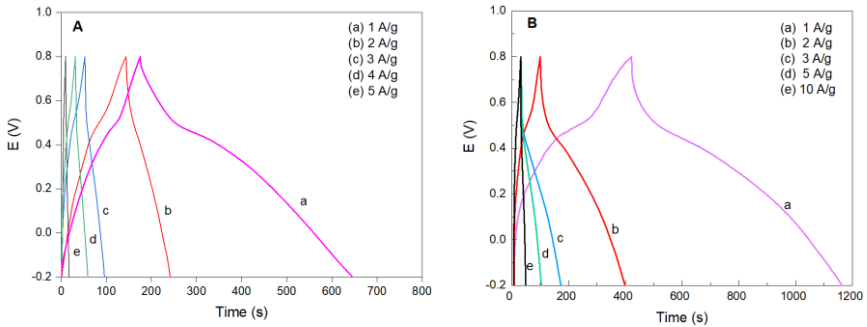 A
(a) 1 A/g
(b) 2 A/g
(c) 3 A/g
(d) 4 A/g
(e) 5 A/g
E (V)
1.0
0.8
0.6
0.4
0.2
0.0
-0.2
a
b
c
d
e
0 100 200 300 400 500 600 700 800
Time (s)
B
(a) 1 A/g
(b) 2 A/g
(c) 3 A/g
(d) 5 A/g
(e) 10 A/g
E (V)
1.0
0.8
0.6
0.4
0.2
0.0
-0.2
a
b
c
d
e
0 200 400 600 800 1000 1200
Time (s)